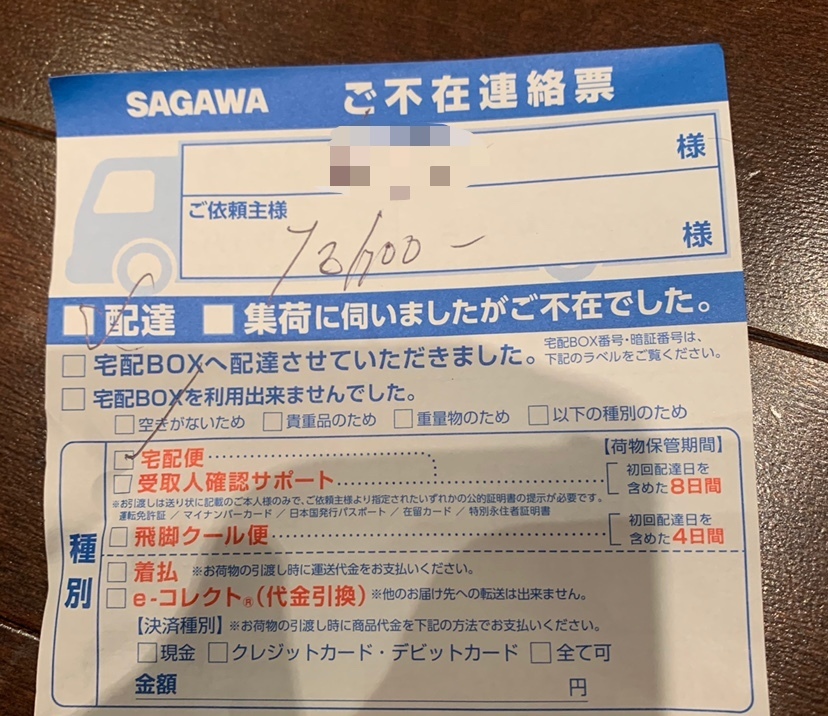 SAGAWA ご不在連絡票
様
ご依頼主様
様
配達 集荷に伺いましたがご不在でした。
宅配BOXへ配達させていただきました。 宅配BOX番号・暗証番号は、
下記のラベルをご覧ください。
宅配BOXを利用出来ませんでした。
空きがないため 貴重品のため 重量物のため 以下の種別のため
種別
【荷物保管期間】
宅配便
受取人確認サポート 初回配達日を
含めた8日間
※お引渡しは送り状に記載のご本人様のみで、ご依頼主様より指定されたいずれかの公的証明書の提示が必要です。
運転免許証 / マイナンバーカード / 日本国発行パスポート / 在留カード / 特別永住者証明書
飛脚クール便 初回配達日を
含めた4日間
着払 ※お荷物の引渡し時に運送代金をお支払いください。
e-コレクト®(代金引換) ※他のお届け先への転送は出来ません。
【決済種別】 ※お荷物の引渡し時に商品代金を下記の方法でお支払いください。
現金 クレジットカード・デビットカード 全て可
金額 円